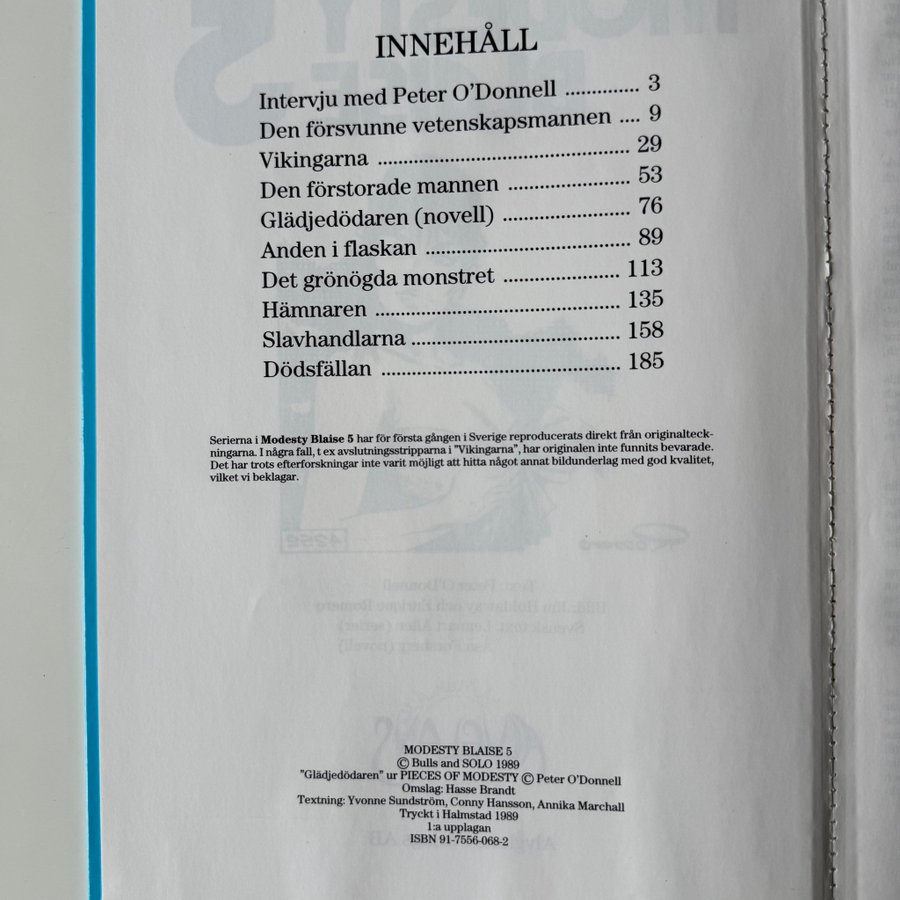 INNEHÅLL
Intervju med Peter O'Donnell .............. 3
Den försvunne vetenskapsmannen .... 9
Vikingarna ................................................ 29
Den förstorade mannen ....................... 53
Glädjedödaren (novell) ........................ 76
Anden i flaskan ....................................... 89
Det grönögda monstret ...................... 113
Hämnaren .............................................. 135
Slavhandlarna ....................................... 158
Dödsfällan ............................................. 185
Serierna i Modesty Blaise 5 har för första gången i Sverige reproducerats direkt från originalteck-
ningarna. I några fall, t ex avslutningsstripparna i "Vikingarna", har originalen inte funnits bevarade.
Det har trots efterforskningar inte varit möjligt att hitta något annat bildunderlag med god kvalitet,
vilket vi beklagar.
MODESTY BLAISE 5
© Bulls and SOLO 1989
"Glädjedödaren" ur PIECES OF MODESTY © Peter O'Donnell
Omslag: Hasse Brandt
Textning: Yvonne Sundström, Conny Hansson, Annika Marchall
Tryckt i Halmstad 1989
1:a upplagan
ISBN 91-7556-068-2